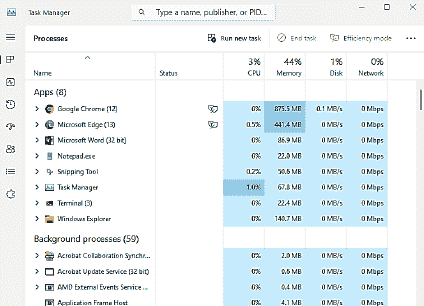 Task Manager
Type a name, publisher, or PID...
Processes
Run new task
End task
Efficiency mode
3% 44% 1% 0%
Name Status CPU Memory Disk Network
Apps (8)
Google Chrome (12) 0% 875.5 MB 0.1 MB/s 0 Mbps
Microsoft Edge (13) 0.5% 441.4 MB 0 MB/s 0 Mbps
Microsoft Word (32 bit) 0% 86.9 MB 0 MB/s 0 Mbps
Notepad.exe 0% 22.0 MB 0 MB/s 0 Mbps
Snipping Tool 0.2% 50.6 MB 0 MB/s 0 Mbps
Task Manager 1.0% 67.8 MB 0 MB/s 0 Mbps
Terminal (3) 0% 22.4 MB 0 MB/s 0 Mbps
Windows Explorer 0% 140.7 MB 0 MB/s 0 Mbps
Background processes (59)
Acrobat Collaboration Synchr... 0% 2.0 MB 0 MB/s 0 Mbps
Acrobat Update Service (32 bit) 0% 0.6 MB 0 MB/s 0 Mbps
AMD External Events Service ... 0% 0.4 MB 0 MB/s 0 Mbps
Application Frame Host 0% 4.1 MB 0 MB/s 0 Mbps